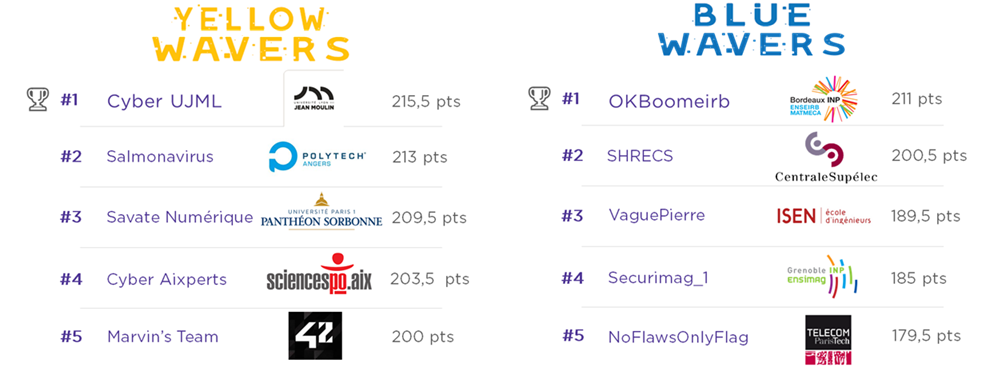 YELLOW
WAVERS
#1 Cyber UJML UNIVERSITÉ LYON III JEAN MOULIN 215,5 pts
#2 Salmonavirus POLYTECH ANGERS 213 pts
#3 Savate Numérique UNIVERSITÉ PARIS 1 PANTHÉON SORBONNE 209,5 pts
#4 Cyber Aixperts sciencespo.aix 203,5 pts
#5 Marvin's Team 42 200 pts
BLUE
WAVERS
#1 OKBoomeirb Bordeaux INP ENSEIRB MATMECA 211 pts
#2 SHRECS CentraleSupélec 200,5 pts
#3 VaguePierre ISEN école d'ingénieurs 189,5 pts
#4 Securimag_1 Grenoble INP ensimag 185 pts
#5 NoFlawsOnlyFlag TELECOM ParisTech 179,5 pts